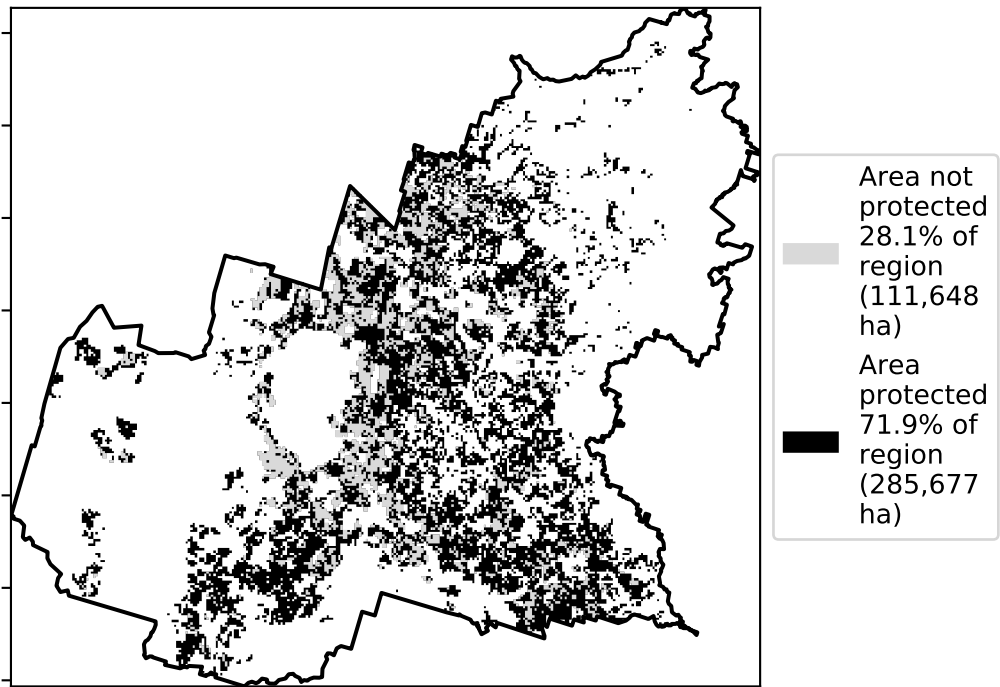 Area not
protected
28.1% of
region
(111,648
ha)
Area
protected
71.9% of
region
(285,677
ha)